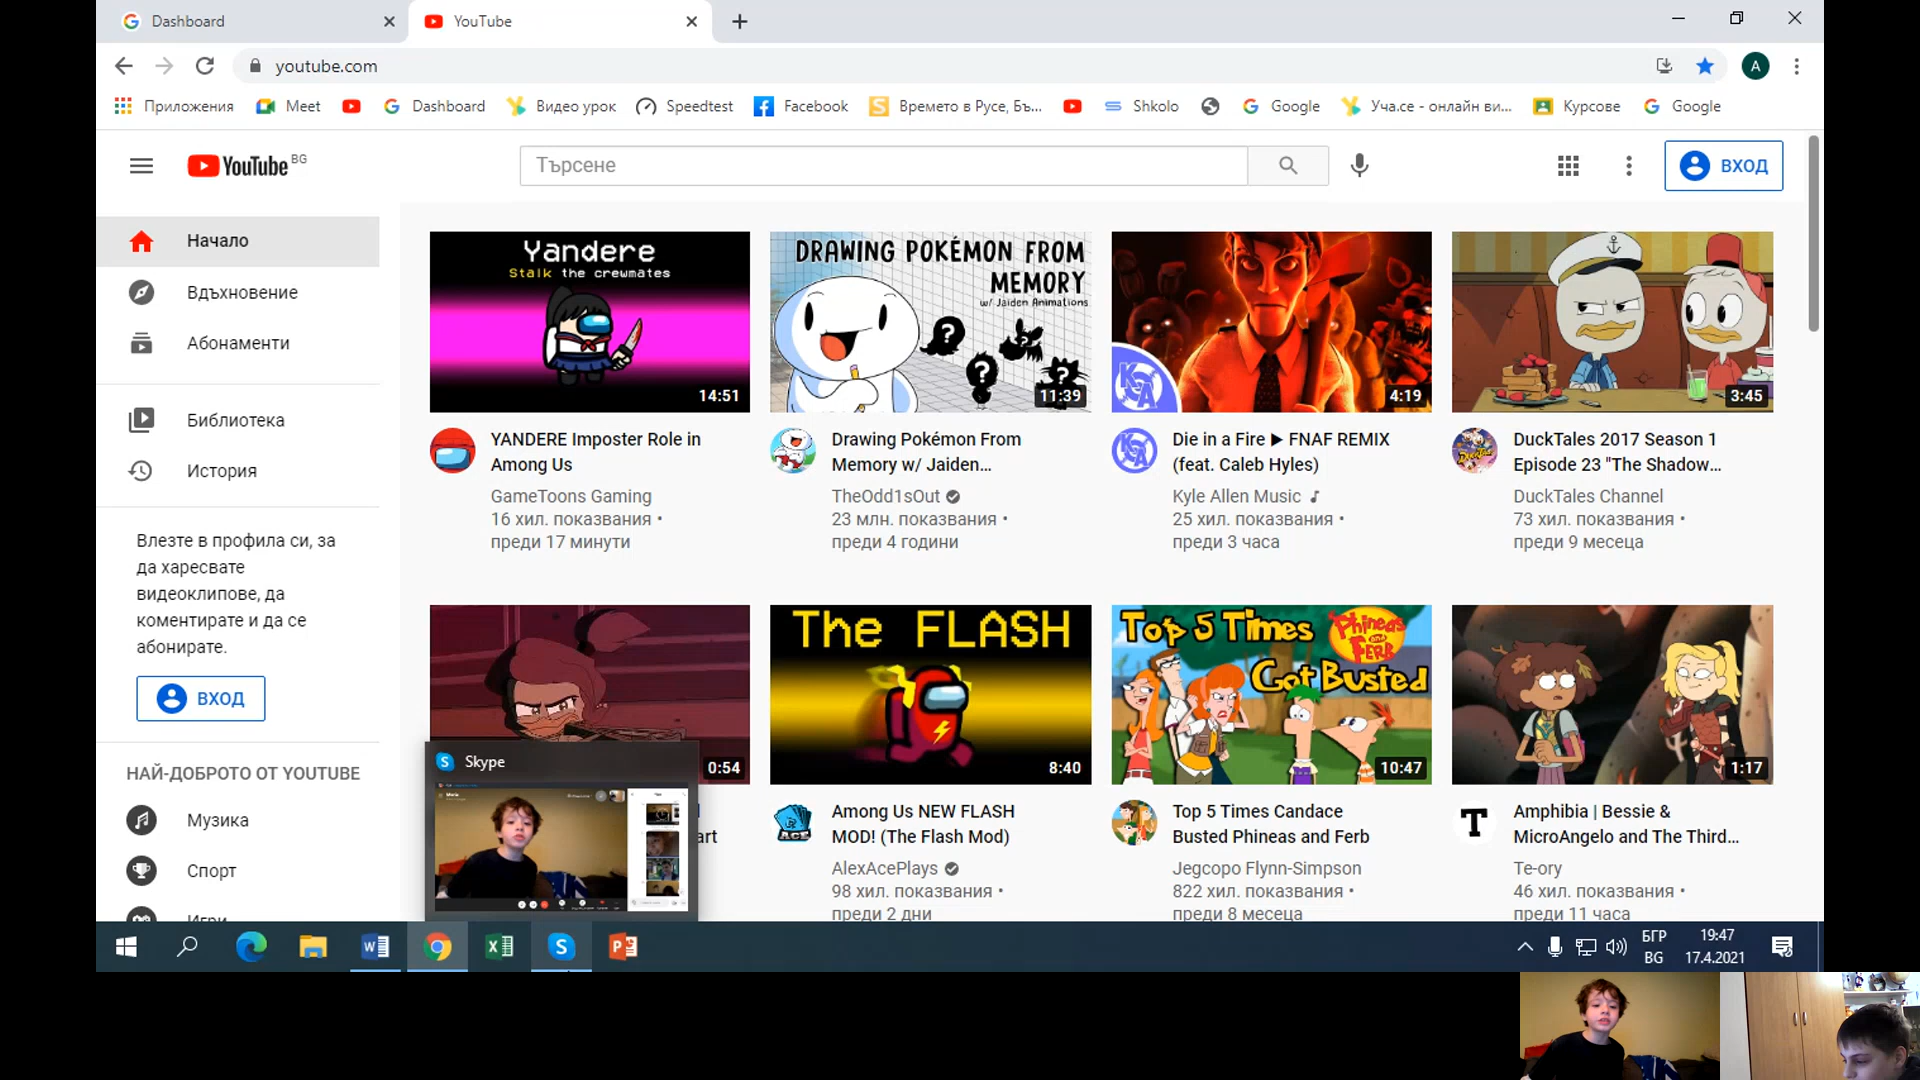 Dashboard
YouTube
youtube.com
A
Приложения
Meet
Dashboard
Видео урок
Speedtest
Facebook
Времето в Русе, Бъ...
Shkolo
Google
Уча.се - онлайн ви...
Курсове
Google
YouTube BG
Търсене
ВХОД
Начало
Вдъхновение
Абонаменти
Библиотека
История
Влезте в профила си, за
да харесвате
видеоклипове, да
коментирате и да се
абонирате.
ВХОД
НАЙ-ДОБРОТО ОТ YOUTUBE
Музика
Спорт
Игри
Yandere
Stalk the crewmates
14:51
YANDERE Imposter Role in
Among Us
GameToons Gaming
16 хил. показвания •
преди 17 минути
DRAWING POKÉMON FROM
MEMORY
w/ Jaiden Animations
11:39
Drawing Pokémon From
Memory w/ Jaiden...
TheOdd1sOut
23 млн. показвания •
преди 4 години
KA
4:19
Die in a Fire ▶ FNAF REMIX
(feat. Caleb Hyles)
Kyle Allen Music
25 хил. показвания •
преди 3 часа
3:45
DuckTales 2017 Season 1
Episode 23 "The Shadow...
DuckTales Channel
73 хил. показвания •
преди 9 месеца
0:54
art
Skype
The FLASH
8:40
Among Us NEW FLASH
MOD! (The Flash Mod)
AlexAcePlays
98 хил. показвания •
преди 2 дни
Top 5 Times
Phineas and Ferb
Got Busted
10:47
Top 5 Times Candace
Busted Phineas and Ferb
Jegcopo Flynn-Simpson
822 хил. показвания •
преди 8 месеца
1:17
Amphibia | Bessie &
MicroAngelo and The Third...
Te-ory
46 хил. показвания •
преди 11 часа
БГР
BG
19:47
17.4.2021